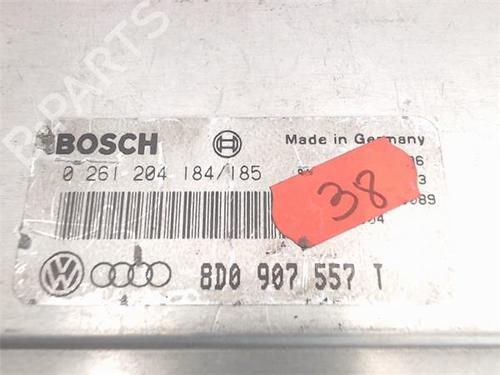 B-PARTS
BOSCH
Made in Germany
0 261 204 184/185
38
8D0 907 557 T